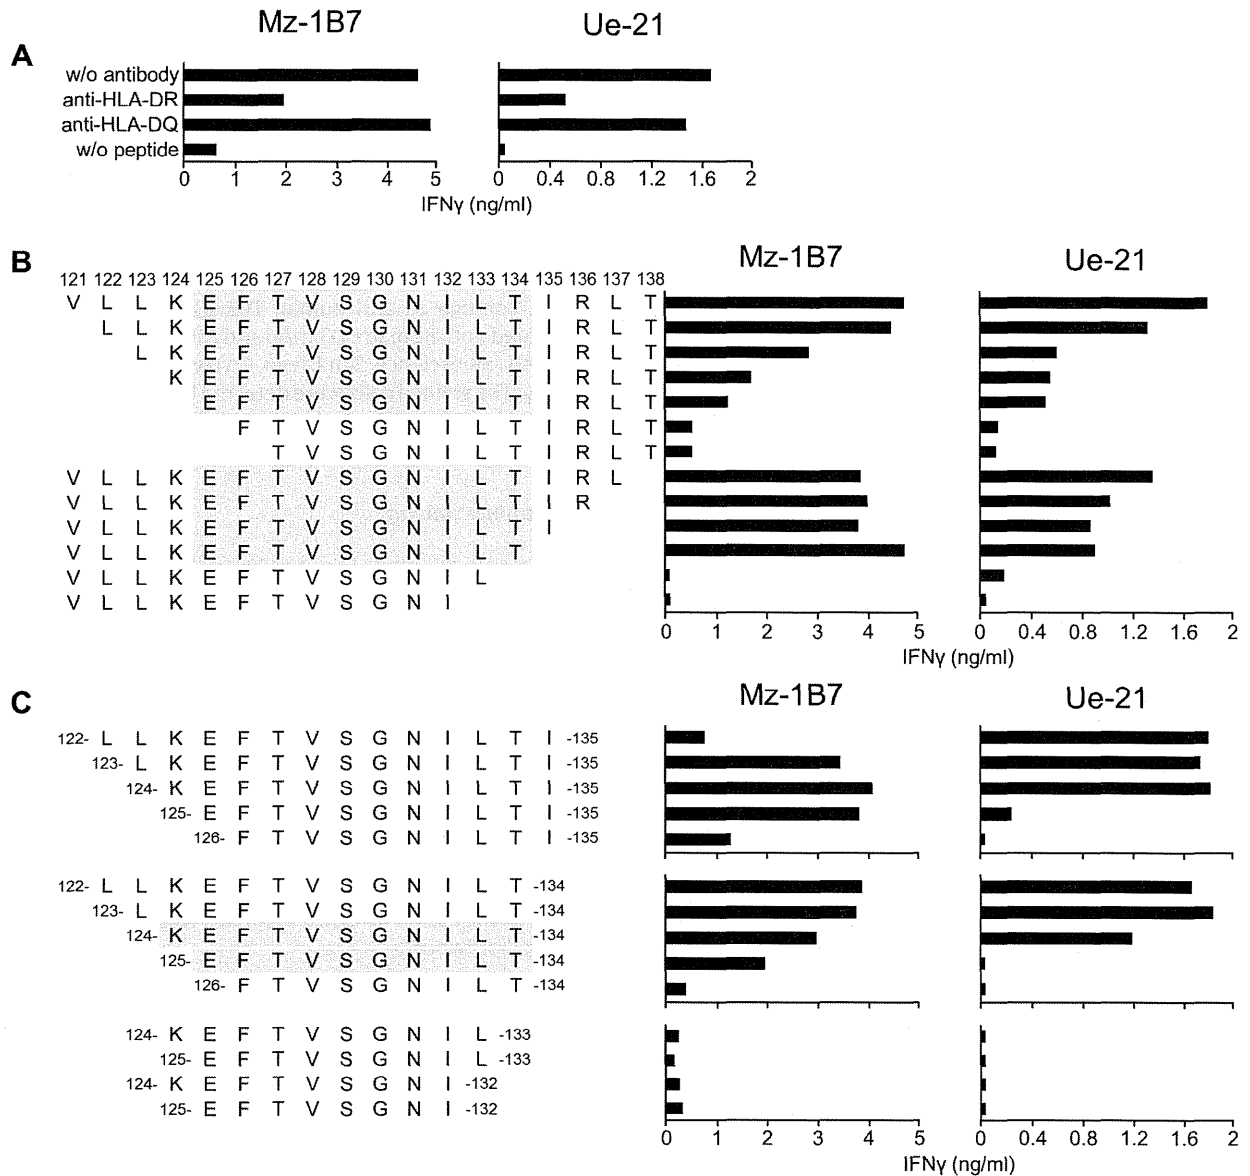 Mz-1B7 Ue-21
A
w/o antibody
anti-HLA-DR
anti-HLA-DQ
w/o peptide
0 1 2 3 4 5 0 0.4 0.8 1.2 1.6 2
IFNγ (ng/ml)
B
Mz-1B7 Ue-21
121 122 123 124 125 126 127 128 129 130 131 132 133 134 135 136 137 138
V L L K E F T V S G N I L T I R L T
L L K E F T V S G N I L T I R L T
L K E F T V S G N I L T I R L T
K E F T V S G N I L T I R L T
E F T V S G N I L T I R L T
F T V S G N I L T I R L T
T V S G N I L T I R L T
V L L K E F T V S G N I L T I R L
V L L K E F T V S G N I L T I R
V L L K E F T V S G N I L T I
V L L K E F T V S G N I L T
V L L K E F T V S G N I L
V L L K E F T V S G N I
0 1 2 3 4 5 0 0.4 0.8 1.2 1.6 2
IFNγ (ng/ml)
C
Mz-1B7 Ue-21
122- L L K E F T V S G N I L T I -135
123- L K E F T V S G N I L T I -135
124- K E F T V S G N I L T I -135
125- E F T V S G N I L T I -135
126- F T V S G N I L T I -135
122- L L K E F T V S G N I L T -134
123- L K E F T V S G N I L T -134
124- K E F T V S G N I L T -134
125- E F T V S G N I L T -134
126- F T V S G N I L T -134
124- K E F T V S G N I L -133
125- E F T V S G N I L -133
124- K E F T V S G N I -132
125- E F T V S G N I -132
0 1 2 3 4 5 0 0.4 0.8 1.2 1.6 2
IFNγ (ng/ml)